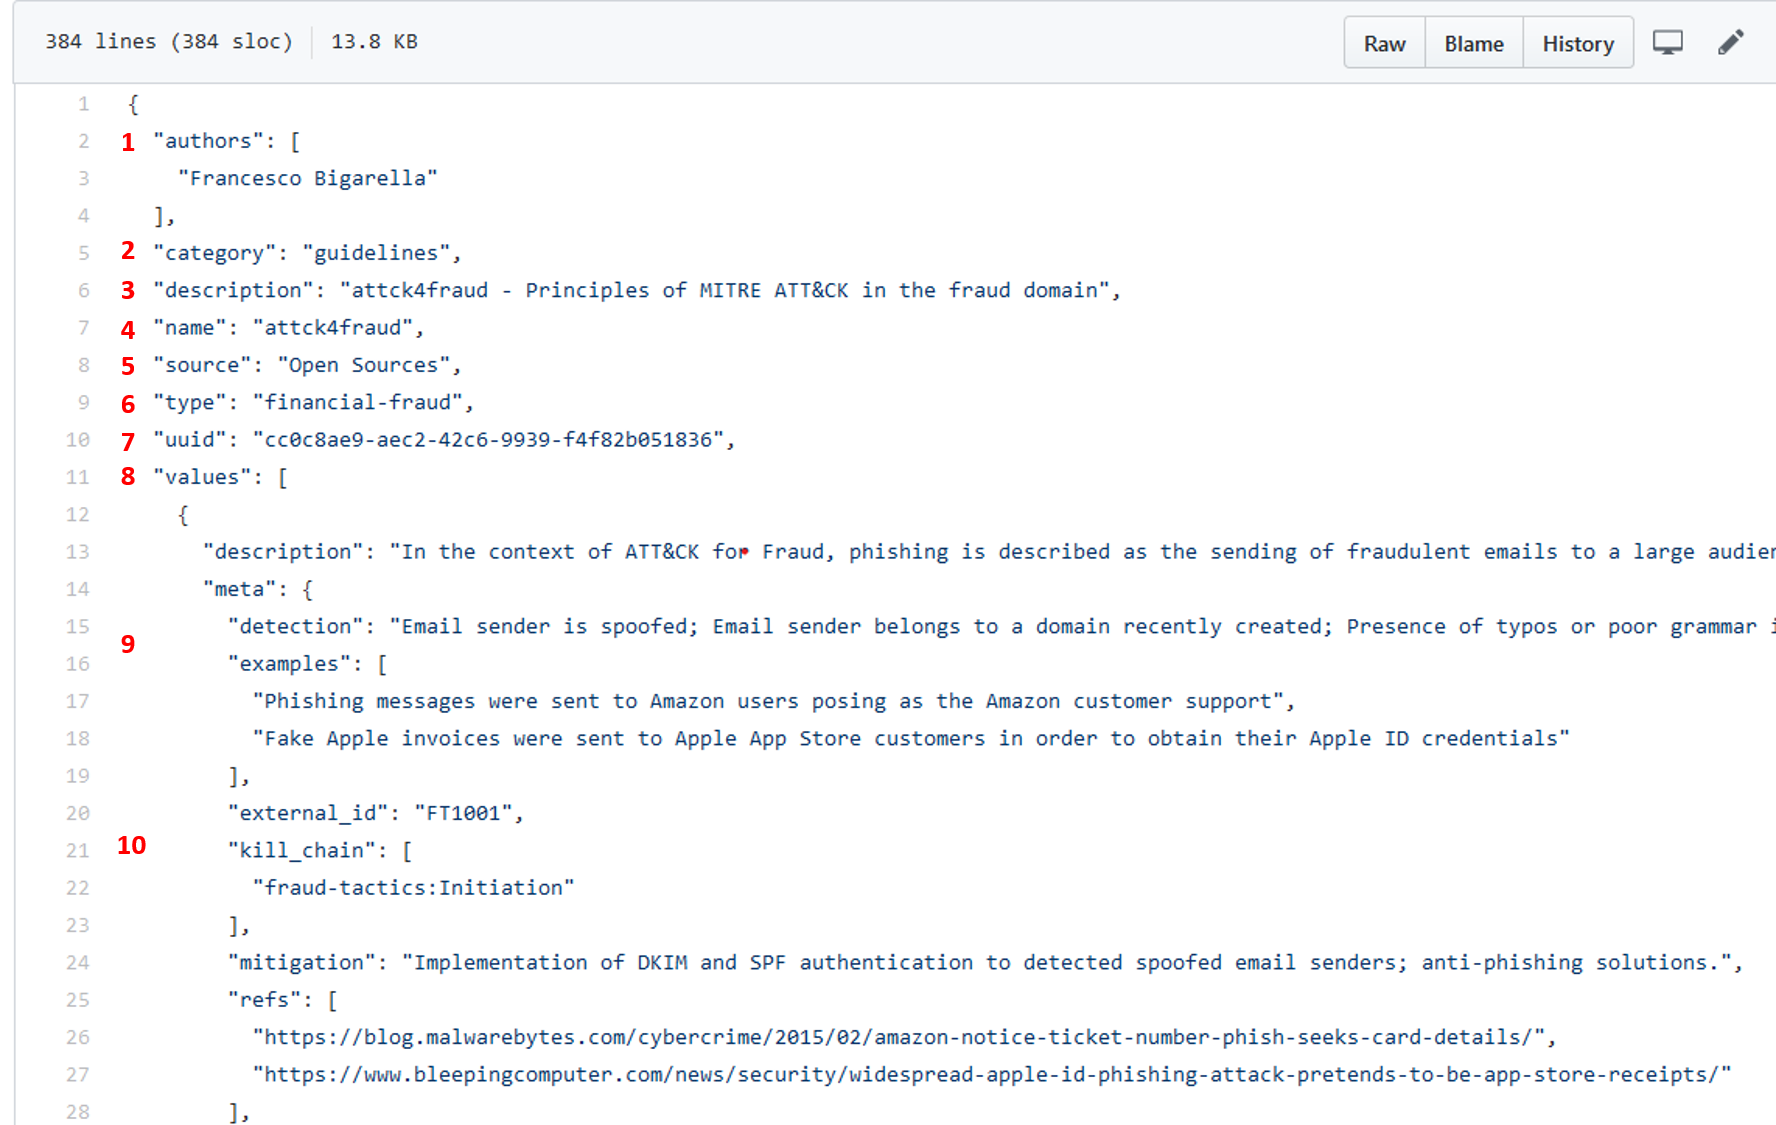 384 lines (384 sloc) 13.8 KB Raw Blame History
1 {
2 1 "authors": [
3 "Francesco Bigarella"
4 ],
5 2 "category": "guidelines",
6 3 "description": "attck4fraud - Principles of MITRE ATT&CK in the fraud domain",
7 4 "name": "attck4fraud",
8 5 "source": "Open Sources",
9 6 "type": "financial-fraud",
10 7 "uuid": "cc0c8ae9-aec2-42c6-9939-f4f82b051836",
11 8 "values": [
12 {
13 "description": "In the context of ATT&CK for Fraud, phishing is described as the sending of fraudulent emails to a large audien
14 "meta": {
15 "detection": "Email sender is spoofed; Email sender belongs to a domain recently created; Presence of typos or poor grammar i
9
16 "examples": [
17 "Phishing messages were sent to Amazon users posing as the Amazon customer support",
18 "Fake Apple invoices were sent to Apple App Store customers in order to obtain their Apple ID credentials"
19 ],
20 "external_id": "FT1001",
21 10 "kill_chain": [
22 "fraud-tactics:Initiation"
23 ],
24 "mitigation": "Implementation of DKIM and SPF authentication to detected spoofed email senders; anti-phishing solutions.",
25 "refs": [
26 "https://blog.malwarebytes.com/cybercrime/2015/02/amazon-notice-ticket-number-phish-seeks-card-details/",
27 "https://www.bleepingcomputer.com/news/security/widespread-apple-id-phishing-attack-pretends-to-be-app-store-receipts/"
28 ],